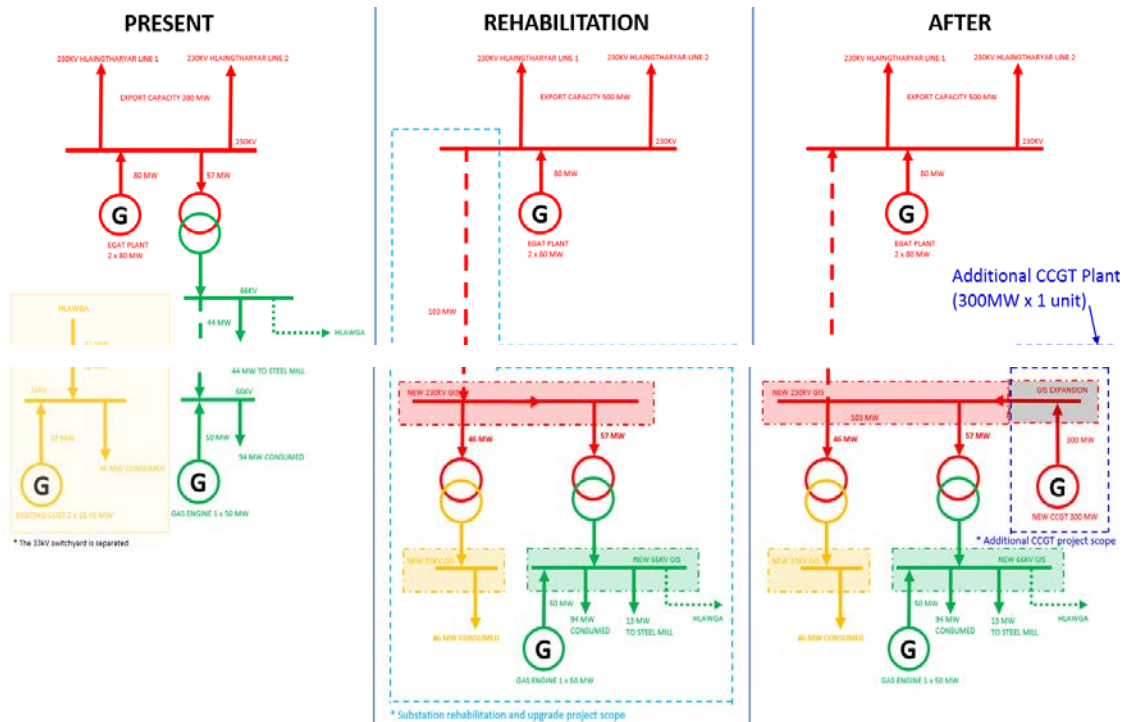 PRESENT
230KV HLAINGTHARYAR LINE 1
230KV HLAINGTHARYAR LINE 2
EXPORT CAPACITY 300 MW
230KV
80 MW
57 MW
G
EGAT PLANT
2 x 80 MW
66KV
44 MW
HLAWGA
HLAWGA
44 MW TO STEEL MILL
33KV
66KV
50 MW
94 MW CONSUMED
46 MW CONSUMED
G
G
GAS ENGINE 1 x 50 MW
* The 33kV switchyard is separated
REHABILITATION
230KV HLAINGTHARYAR LINE 1
230KV HLAINGTHARYAR LINE 2
EXPORT CAPACITY 500 MW
230KV
80 MW
G
EGAT PLANT
2 x 80 MW
103 MW
NEW 230KV GIS
46 MW
57 MW
NEW 33KV GIS
NEW 66KV GIS
50 MW
94 MW
CONSUMED
13 MW
TO STEEL MILL
HLAWGA
46 MW CONSUMED
G
GAS ENGINE 1 x 50 MW
* Substation rehabilitation and upgrade project scope
AFTER
230KV HLAINGTHARYAR LINE 1
230KV HLAINGTHARYAR LINE 2
EXPORT CAPACITY 500 MW
230KV
80 MW
G
EGAT PLANT
2 x 80 MW
Additional CCGT Plant
(300MW x 1 unit)
NEW 230KV GIS
GIS EXPANSION
103 MW
46 MW
57 MW
300 MW
G
NEW CCGT 300 MW
* Additional CCGT project scope
NEW 33KV GIS
NEW 66KV GIS
50 MW
94 MW
CONSUMED
13 MW
TO STEEL MILL
HLAWGA
46 MW CONSUMED
G
GAS ENGINE 1 x 50 MW